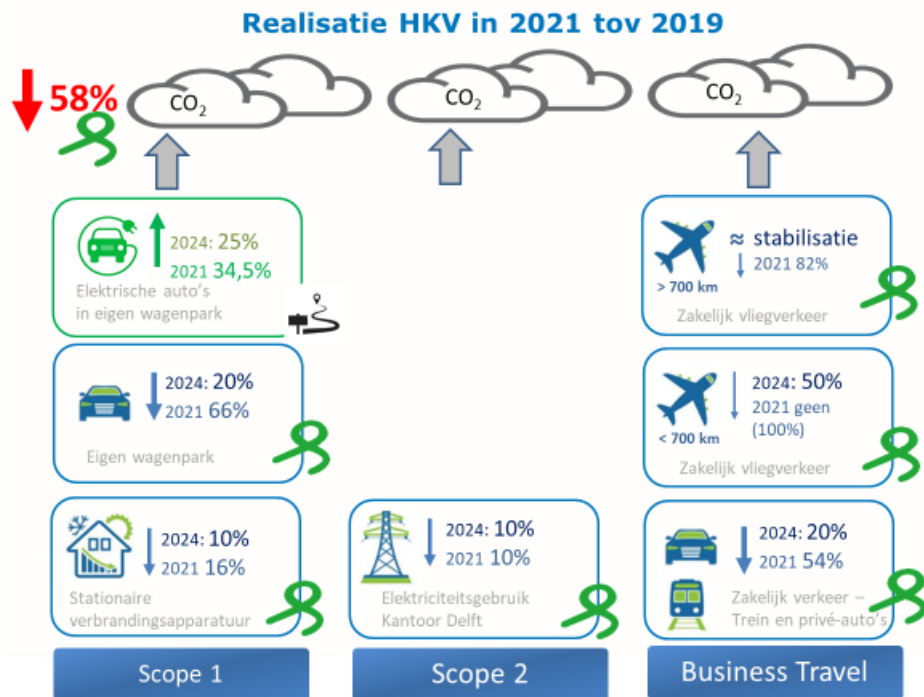 Realisatie HKV in 2021 tov 2019
58%
CO2
CO2
CO2
2024: 25%
2021 34,5%
Elektrische auto's
in eigen wagenpark
2024: 20%
2021 66%
Eigen wagenpark
2024: 10%
2021 16%
Stationaire
verbrandingsapparatuur
Scope 1
2024: 10%
2021 10%
Elektriciteitsgebruik
Kantoor Delft
Scope 2
≈ stabilisatie
2021 82%
> 700 km
Zakelijk vliegverkeer
2024: 50%
2021 geen
(100%)
< 700 km
Zakelijk vliegverkeer
2024: 20%
2021 54%
Zakelijk verkeer –
Trein en privé-auto's
Business Travel